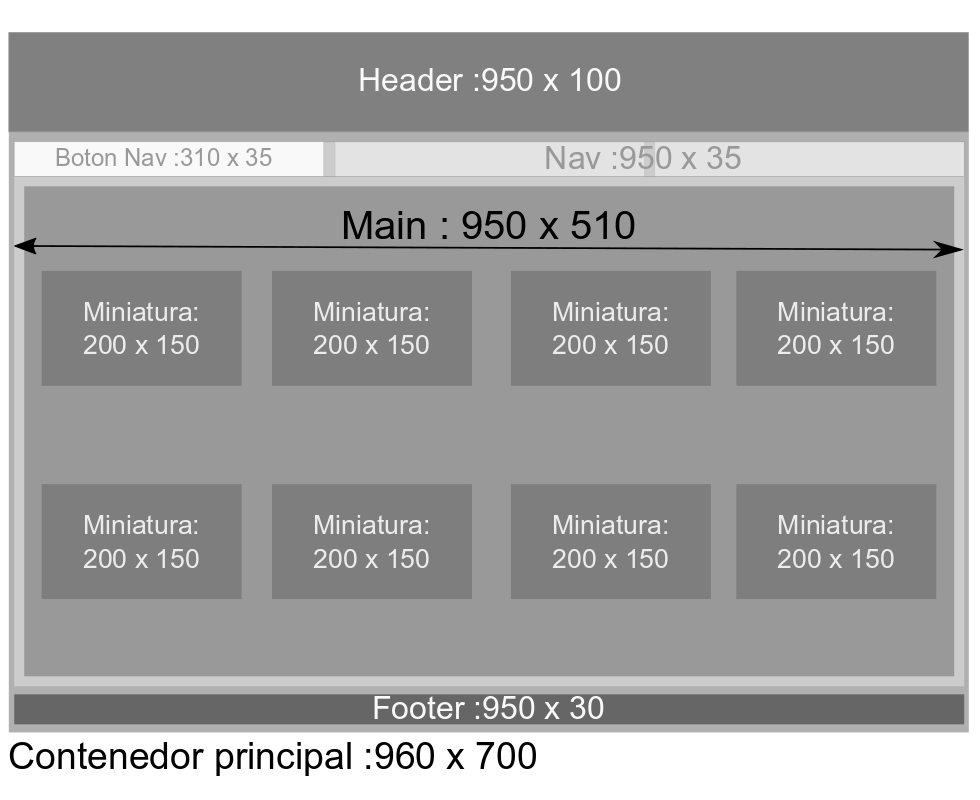 Header :950 x 100
Boton Nav :310 x 35
Nav :950 x 35
Main : 950 x 510
Miniatura:
200 x 150
Miniatura:
200 x 150
Miniatura:
200 x 150
Miniatura:
200 x 150
Miniatura:
200 x 150
Miniatura:
200 x 150
Miniatura:
200 x 150
Miniatura:
200 x 150
Footer :950 x 30
Contenedor principal :960 x 700